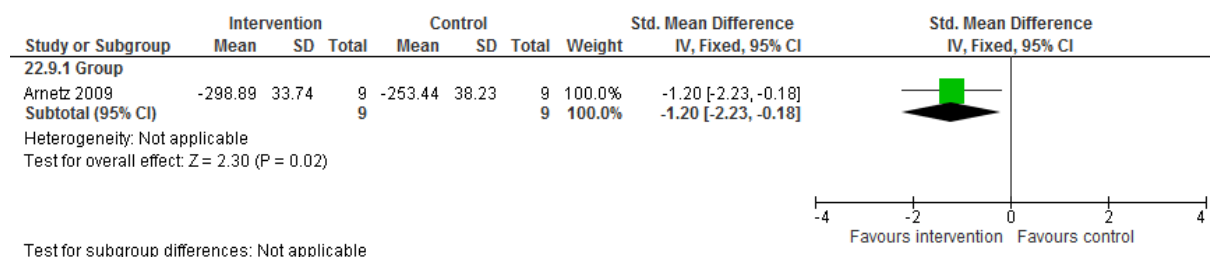 Intervention Control Std. Mean Difference Std. Mean Difference
Study or Subgroup Mean SD Total Mean SD Total Weight IV, Fixed, 95% CI IV, Fixed, 95% CI
22.9.1 Group
Arnetz 2009 -298.89 33.74 9 -253.44 38.23 9 100.0% -1.20 [-2.23, -0.18]
Subtotal (95% CI) 9 9 100.0% -1.20 [-2.23, -0.18]
Heterogeneity: Not applicable
Test for overall effect: Z = 2.30 (P = 0.02)
-4 -2 0 2 4
Favours intervention Favours control
Test for subgroup differences: Not applicable